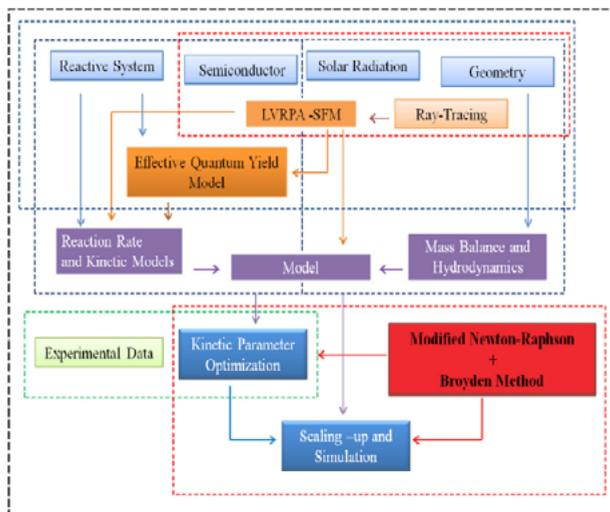 Reactive System
Semiconductor
Solar Radiation
Geometry
LVRPA -SFM
Ray-Tracing
Effective Quantum Yield
Model
Reaction Rate
and Kinetic Models
Model
Mass Balance and
Hydrodynamics
Experimental Data
Kinetic Parameter
Optimization
Modified Newton-Raphson
+
Broyden Method
Scaling –up and
Simulation